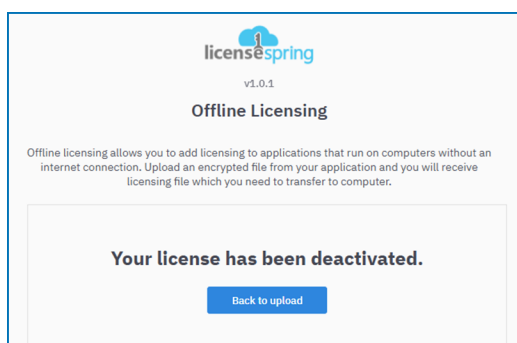 licensespring
v1.0.1
Offline Licensing
Offline licensing allows you to add licensing to applications that run on computers without an
internet connection. Upload an encrypted file from your application and you will receive
licensing file which you need to transfer to computer.
Your license has been deactivated.
Back to upload